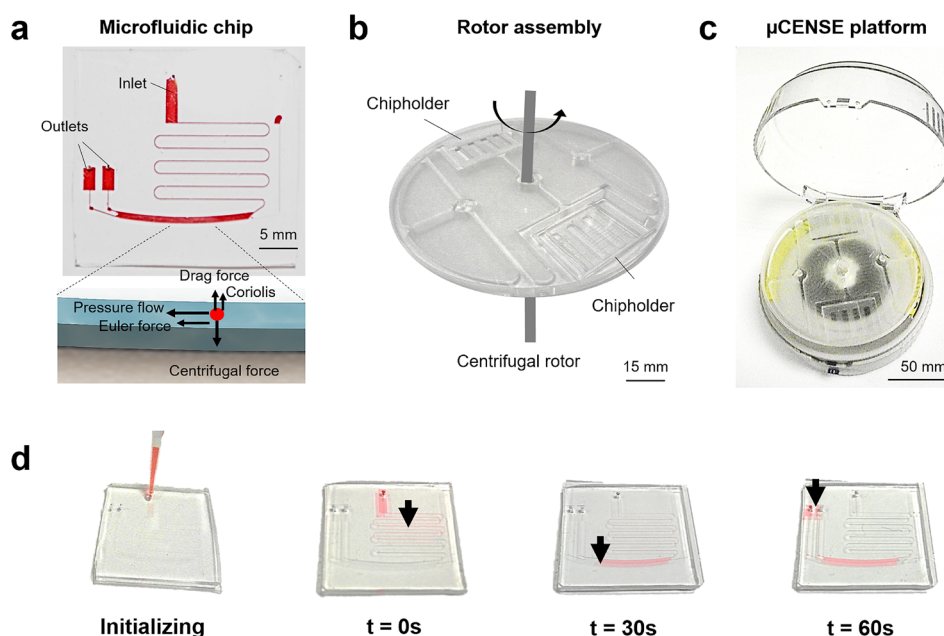 a
Microfluidic chip
Inlet
Outlets
5 mm
Drag force
Coriolis
Pressure flow
Euler force
Centrifugal force
b
Rotor assembly
Chipholder
Chipholder
Centrifugal rotor
15 mm
c
µCENSE platform
50 mm
d
Initializing
t = 0s
t = 30s
t = 60s